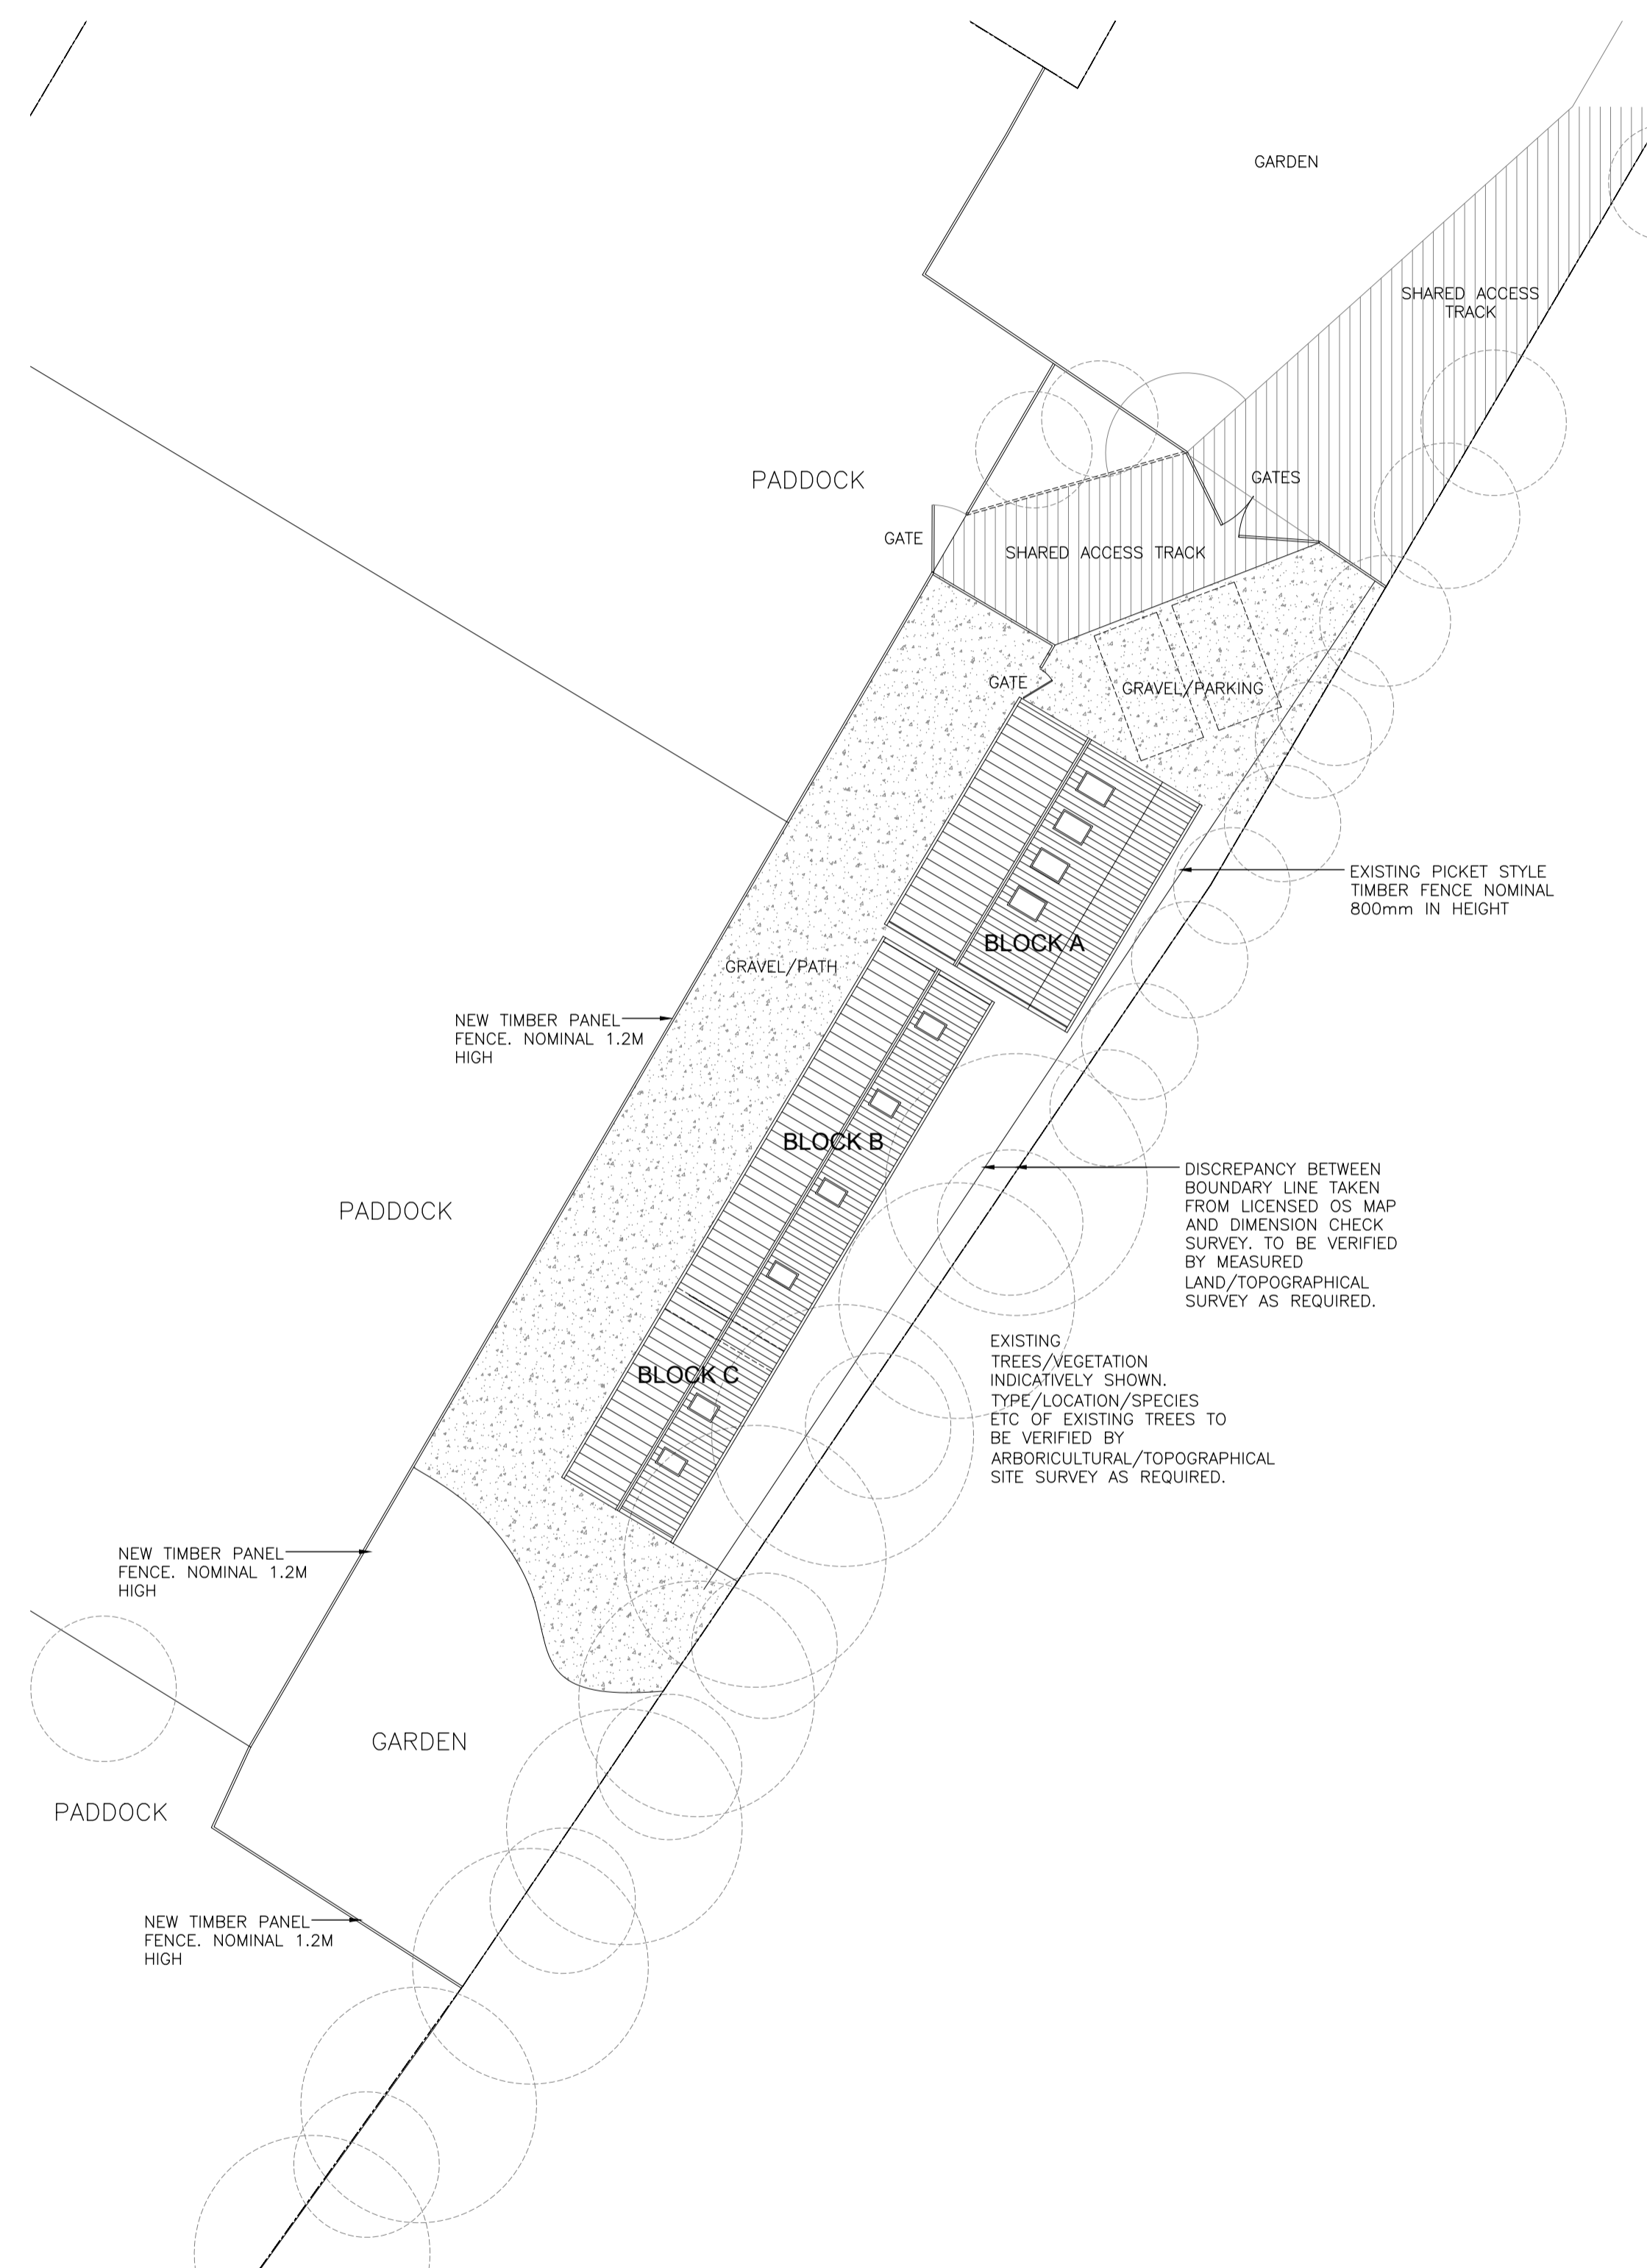 GARDEN
SHARED ACCESS
TRACK
PADDOCK
GATES
GATE
SHARED ACCESS TRACK
GATE
GRAVEL/PARKING
EXISTING PICKET STYLE
TIMBER FENCE NOMINAL
800mm IN HEIGHT
BLOCK A
GRAVEL/PATH
NEW TIMBER PANEL
FENCE. NOMINAL 1.2M
HIGH
BLOCK B
DISCREPANCY BETWEEN
BOUNDARY LINE TAKEN
FROM LICENSED OS MAP
AND DIMENSION CHECK
SURVEY. TO BE VERIFIED
BY MEASURED
LAND/TOPOGRAPHICAL
SURVEY AS REQUIRED.
PADDOCK
EXISTING
TREES/VEGETATION
INDICATIVELY SHOWN.
TYPE/LOCATION/SPECIES
ETC OF EXISTING TREES TO
BE VERIFIED BY
ARBORICULTURAL/TOPOGRAPHICAL
SITE SURVEY AS REQUIRED.
BLOCK C
NEW TIMBER PANEL
FENCE. NOMINAL 1.2M
HIGH
GARDEN
PADDOCK
NEW TIMBER PANEL
FENCE. NOMINAL 1.2M
HIGH